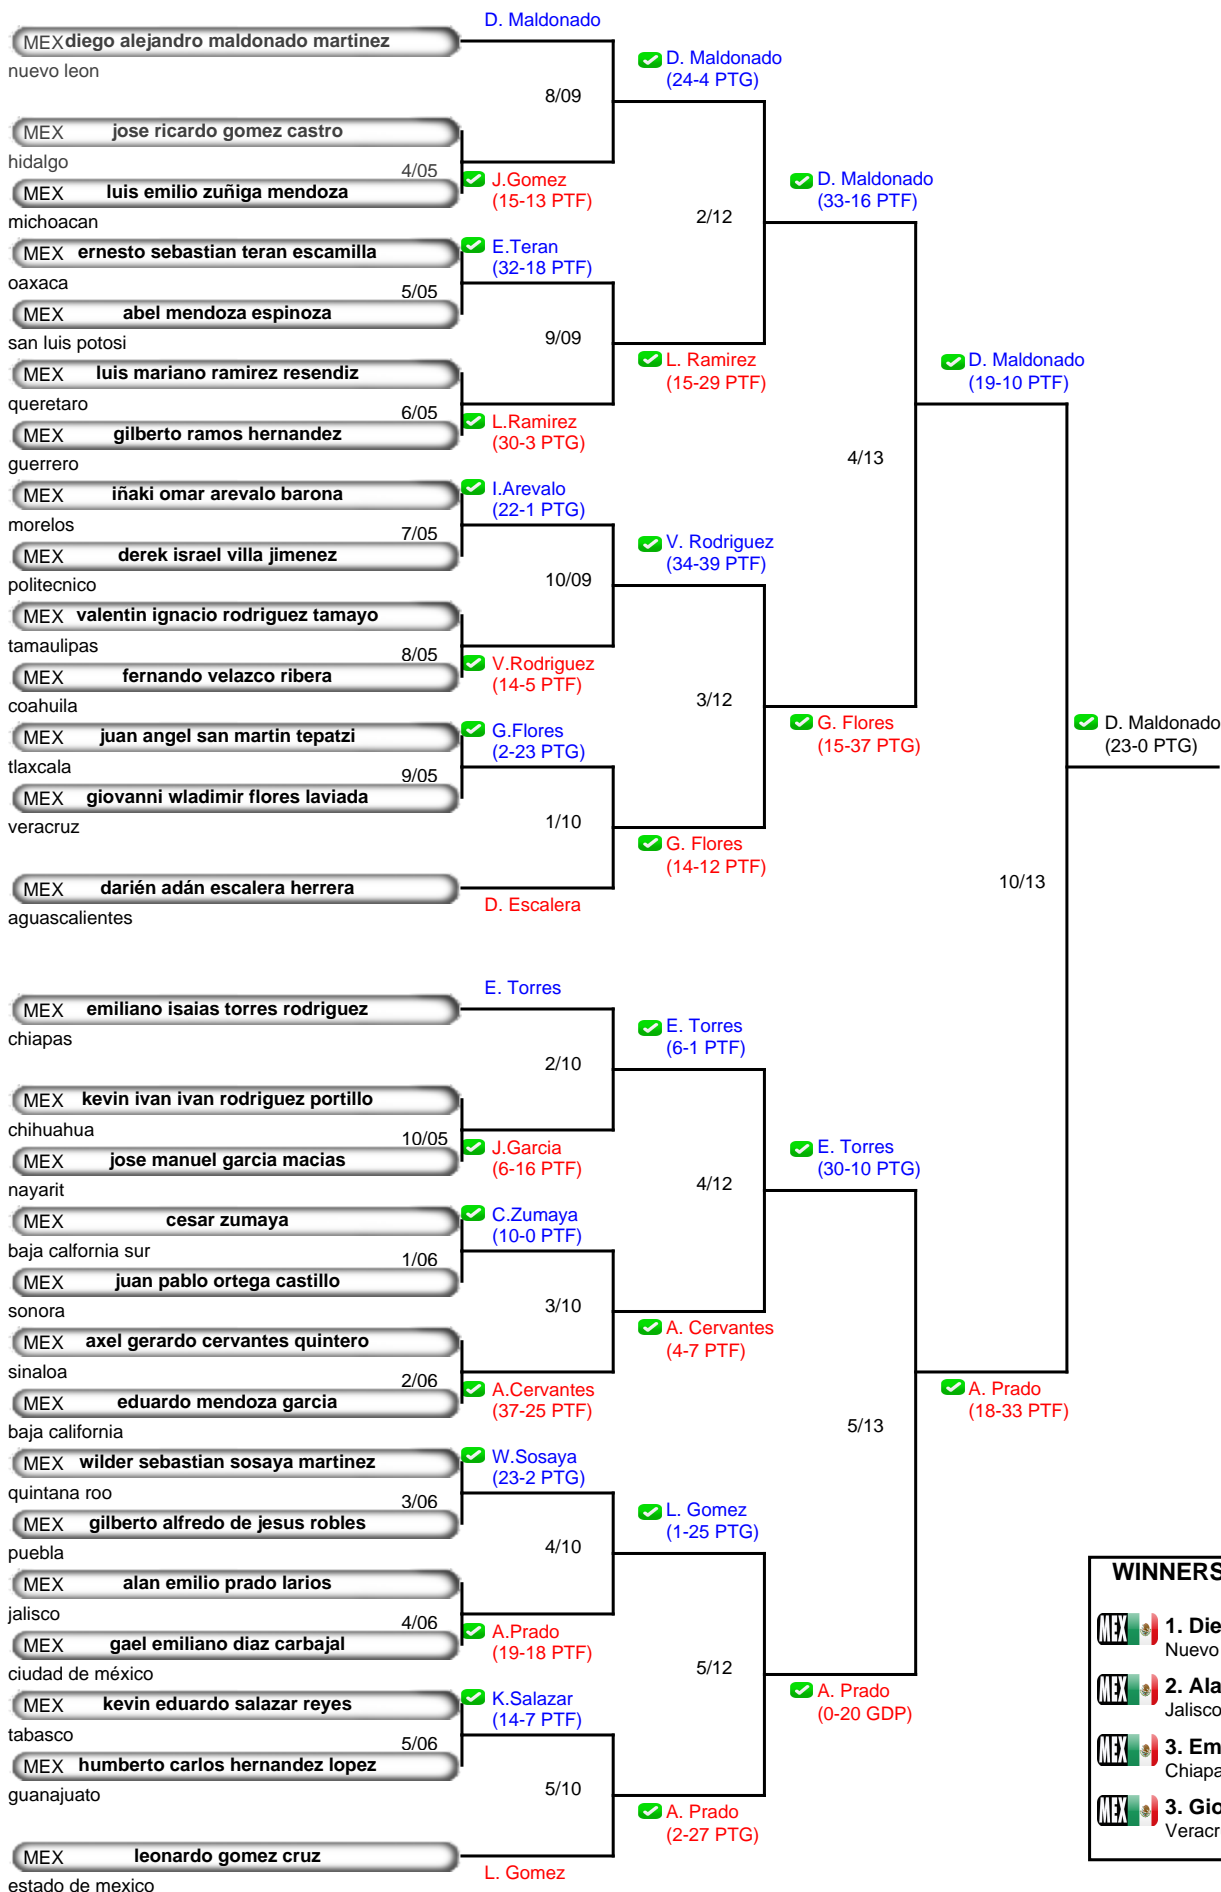 D. Maldonado
MEX diego alejandro maldonado martinez
nuevo leon
D. Maldonado
(24-4 PTG)
8/09
MEX jose ricardo gomez castro
hidalgo
4/05
MEX luis emilio zuñiga mendoza
michoacan
J.Gomez
(15-13 PTF)
D. Maldonado
(33-16 PTF)
2/12
MEX ernesto sebastian teran escamilla
oaxaca
E.Teran
(32-18 PTF)
5/05
MEX abel mendoza espinoza
san luis potosi
9/09
L. Ramirez
(15-29 PTF)
D. Maldonado
(19-10 PTF)
MEX luis mariano ramirez resendiz
queretaro
6/05
MEX gilberto ramos hernandez
guerrero
L.Ramirez
(30-3 PTG)
4/13
MEX iñaki omar arevalo barona
morelos
I.Arevalo
(22-1 PTG)
7/05
MEX derek israel villa jimenez
politecnico
V. Rodriguez
(34-39 PTF)
10/09
MEX valentin ignacio rodriguez tamayo
tamaulipas
8/05
MEX fernando velazco ribera
coahuila
V.Rodriguez
(14-5 PTF)
3/12
G. Flores
(15-37 PTG)
D. Maldonado
(23-0 PTG)
MEX juan angel san martin tepatzi
tlaxcala
G.Flores
(2-23 PTG)
9/05
MEX giovanni wladimir flores laviada
veracruz
1/10
G. Flores
(14-12 PTF)
MEX darién adán escalera herrera
aguascalientes
D. Escalera
10/13
E. Torres
MEX emiliano isaias torres rodriguez
chiapas
E. Torres
(6-1 PTF)
2/10
MEX kevin ivan ivan rodriguez portillo
chihuahua
10/05
MEX jose manuel garcia macias
nayarit
J.Garcia
(6-16 PTF)
E. Torres
(30-10 PTG)
4/12
MEX cesar zumaya
baja calfornia sur
C.Zumaya
(10-0 PTF)
1/06
MEX juan pablo ortega castillo
sonora
3/10
A. Cervantes
(4-7 PTF)
MEX axel gerardo cervantes quintero
sinaloa
2/06
MEX eduardo mendoza garcia
baja california
A.Cervantes
(37-25 PTF)
A. Prado
(18-33 PTF)
5/13
MEX wilder sebastian sosaya martinez
quintana roo
W.Sosaya
(23-2 PTG)
3/06
MEX gilberto alfredo de jesus robles
puebla
L. Gomez
(1-25 PTG)
4/10
MEX alan emilio prado larios
jalisco
4/06
MEX gael emiliano diaz carbajal
ciudad de méxico
A.Prado
(19-18 PTF)
5/12
A. Prado
(0-20 GDP)
MEX kevin eduardo salazar reyes
tabasco
K.Salazar
(14-7 PTF)
5/06
MEX humberto carlos hernandez lopez
guanajuato
5/10
A. Prado
(2-27 PTG)
MEX leonardo gomez cruz
estado de mexico
L. Gomez
WINNERS
MEX 1. Die
Nuevo
MEX 2. Ala
Jalisco
MEX 3. Em
Chiapa
MEX 3. Gio
Veracr